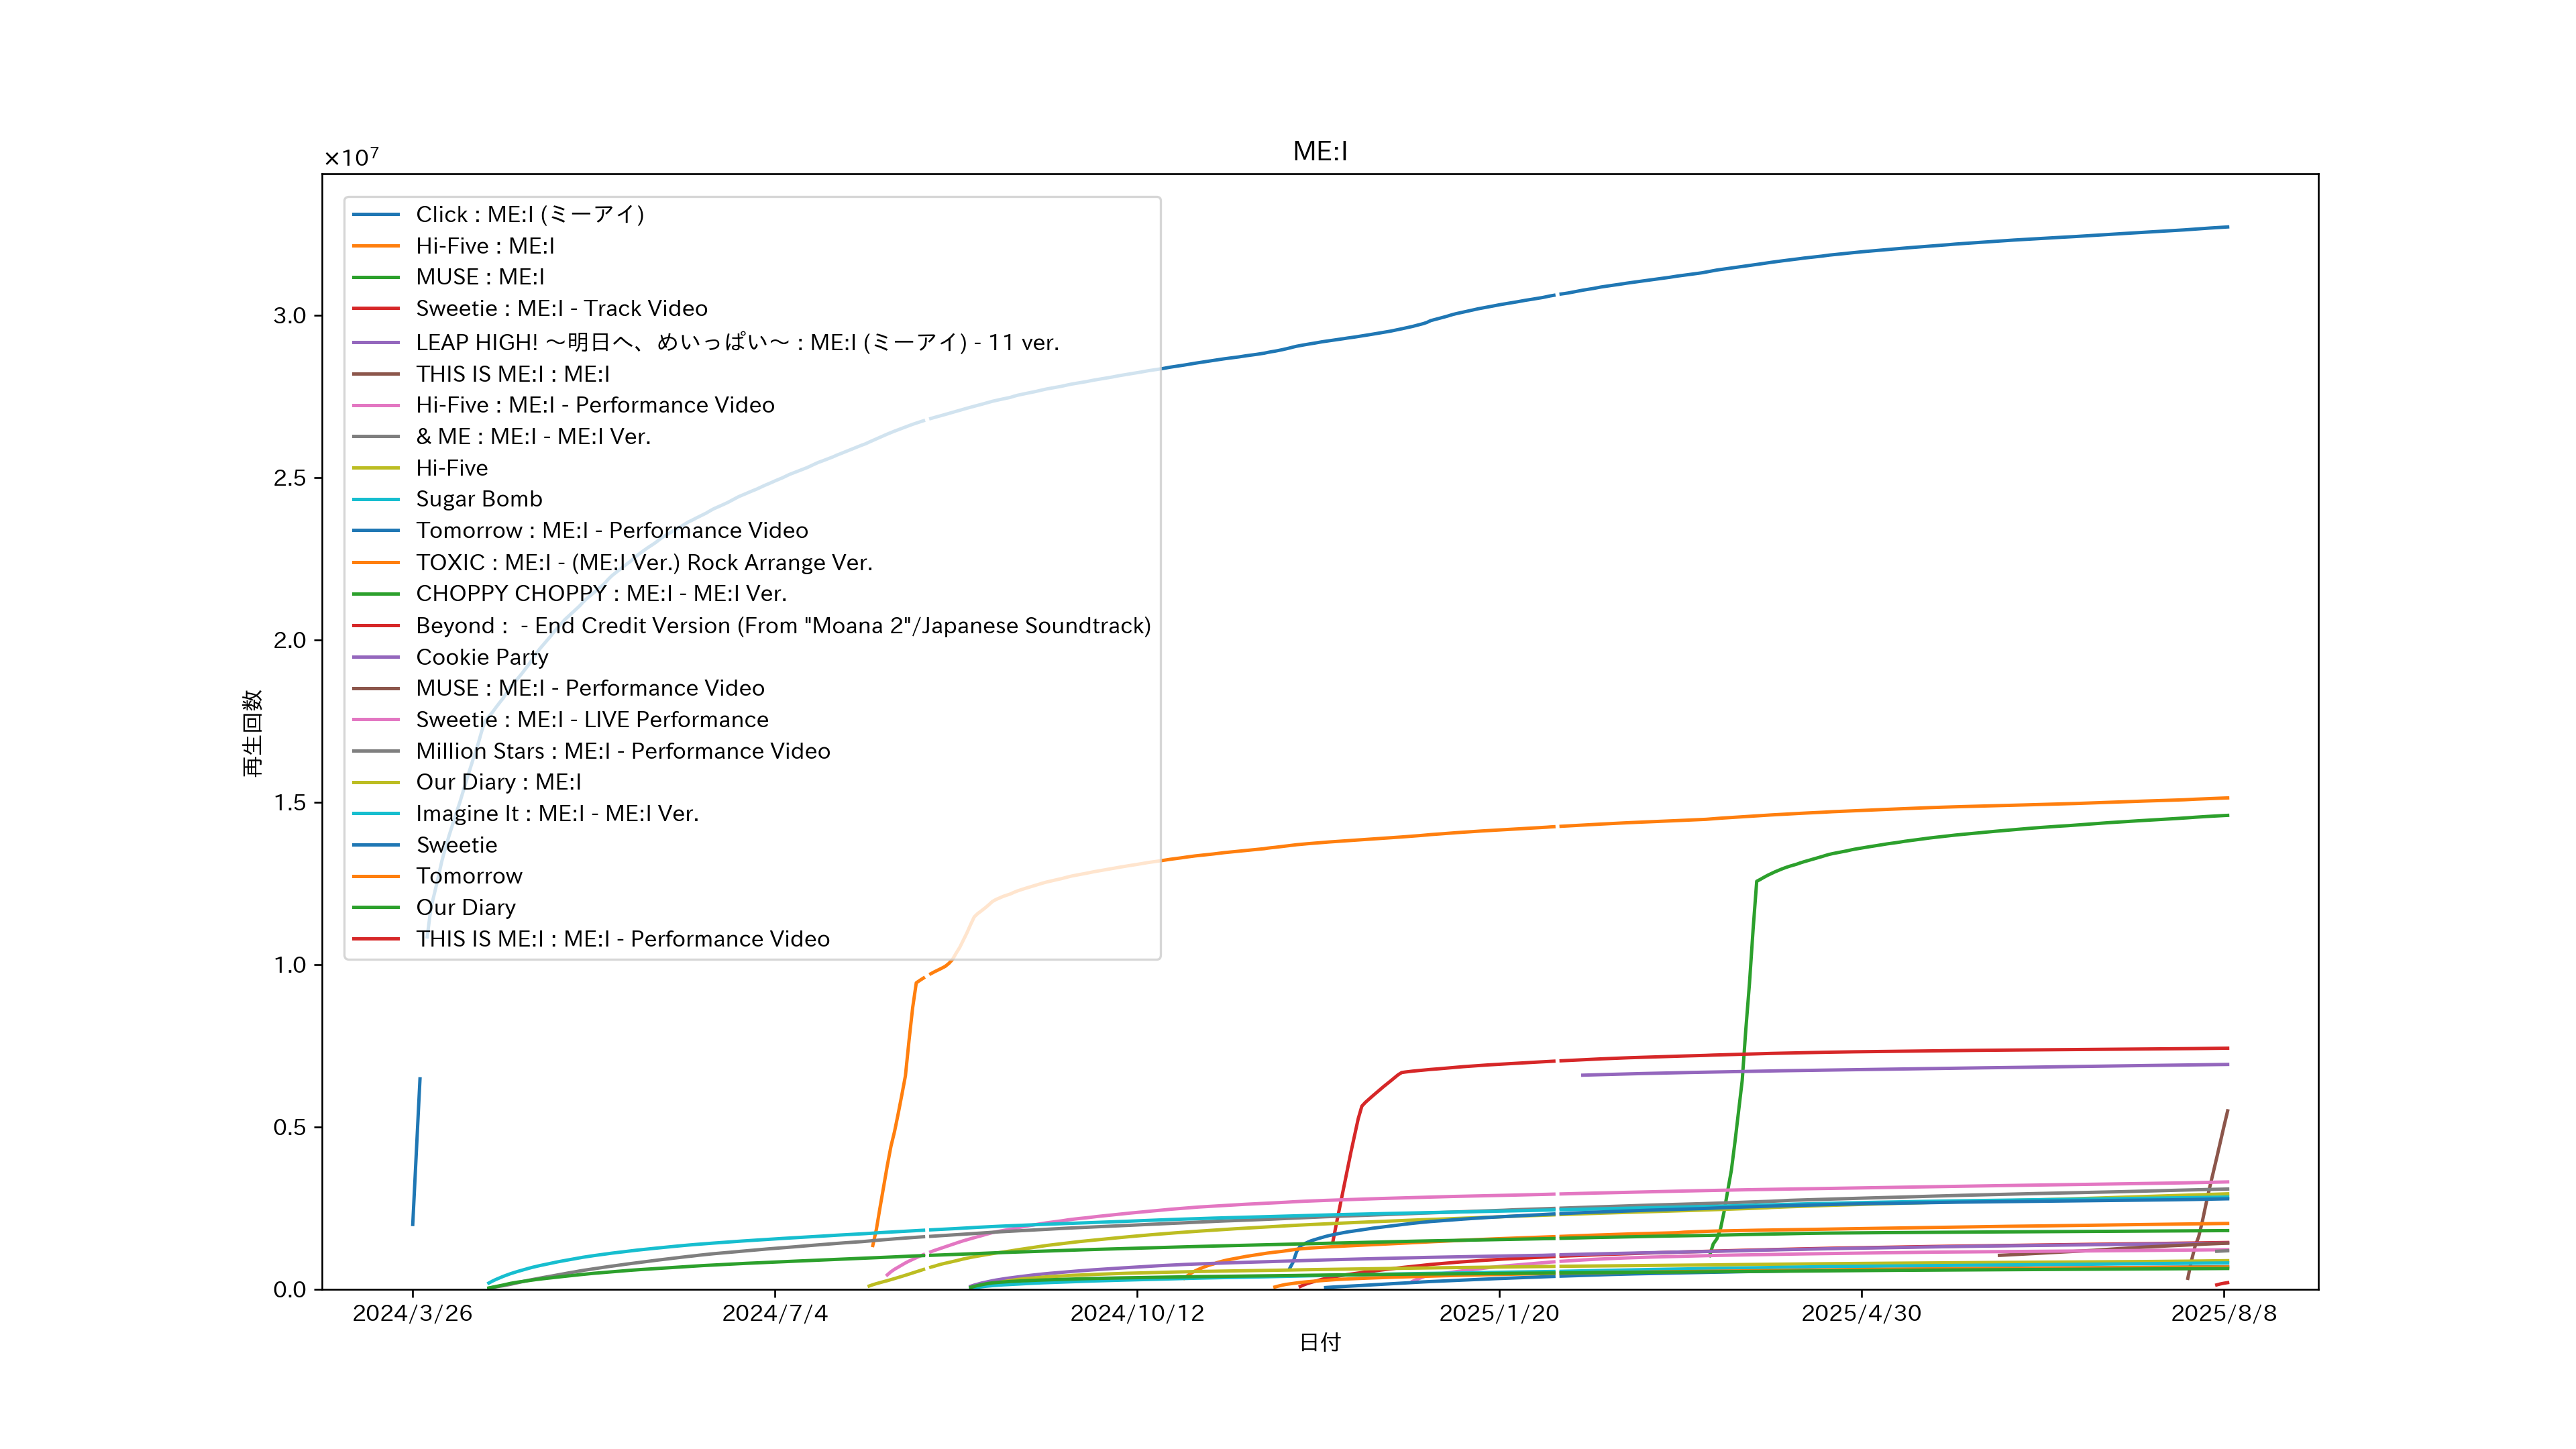 ME:I
×10⁷
3.0
2.5
2.0
1.5
1.0
0.5
0.0
再生回数
Click : ME:I (ミーアイ)
Hi-Five : ME:I
MUSE : ME:I
Sweetie : ME:I - Track Video
LEAP HIGH! ～明日へ、めいっぱい～ : ME:I (ミーアイ) - 11 ver.
THIS IS ME:I : ME:I
Hi-Five : ME:I - Performance Video
& ME : ME:I - ME:I Ver.
Hi-Five
Sugar Bomb
Tomorrow : ME:I - Performance Video
TOXIC : ME:I - (ME:I Ver.) Rock Arrange Ver.
CHOPPY CHOPPY : ME:I - ME:I Ver.
Beyond :  - End Credit Version (From "Moana 2"/Japanese Soundtrack)
Cookie Party
MUSE : ME:I - Performance Video
Sweetie : ME:I - LIVE Performance
Million Stars : ME:I - Performance Video
Our Diary : ME:I
Imagine It : ME:I - ME:I Ver.
Sweetie
Tomorrow
Our Diary
THIS IS ME:I : ME:I - Performance Video
2024/3/26 2024/7/4 2024/10/12 2025/1/20 2025/4/30 2025/8/8
日付